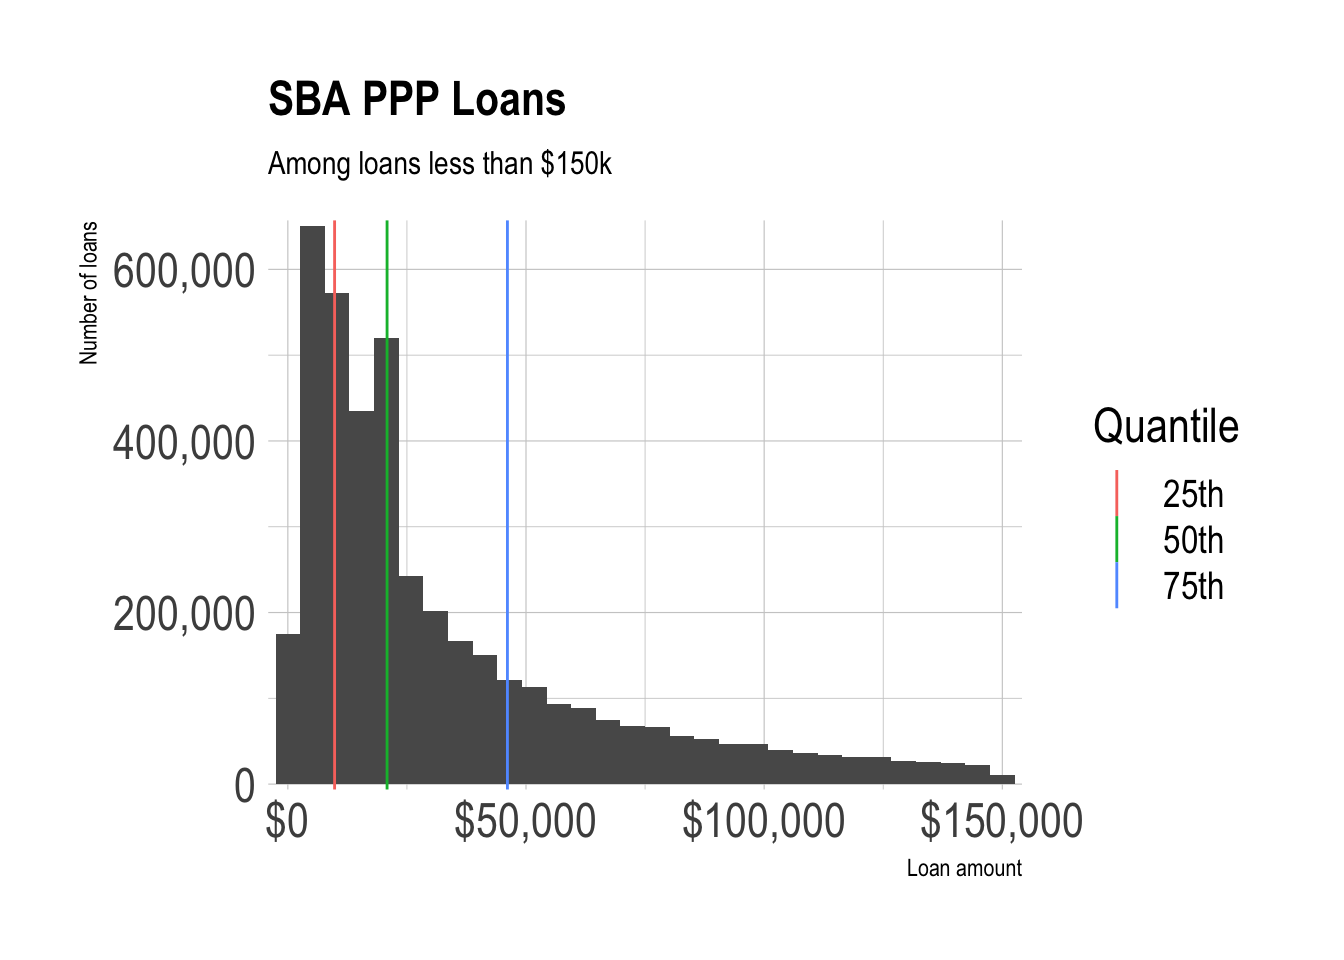 SBA PPP Loans
Among loans less than $150k
Number of loans
600,000
400,000
200,000
0
$0
$50,000
$100,000
$150,000
Loan amount
Quantile
25th
50th
75th